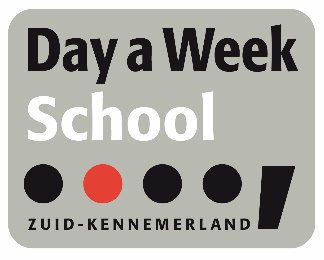 Day a Week
School
ZUID-KENNEMERLAND